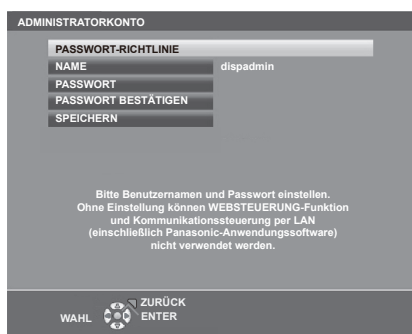 ADMINISTRATORKONTO
PASSWORT-RICHTLINIE
NAME dispadmin
PASSWORT
PASSWORT BESTÄTIGEN
SPEICHERN
Bitte Benutzernamen und Passwort einstellen.
Ohne Einstellung können WEBSTEUERUNG-Funktion
und Kommunikationssteuerung per LAN
(einschließlich Panasonic-Anwendungssoftware)
nicht verwendet werden.
ZURÜCK
WAHL ENTER